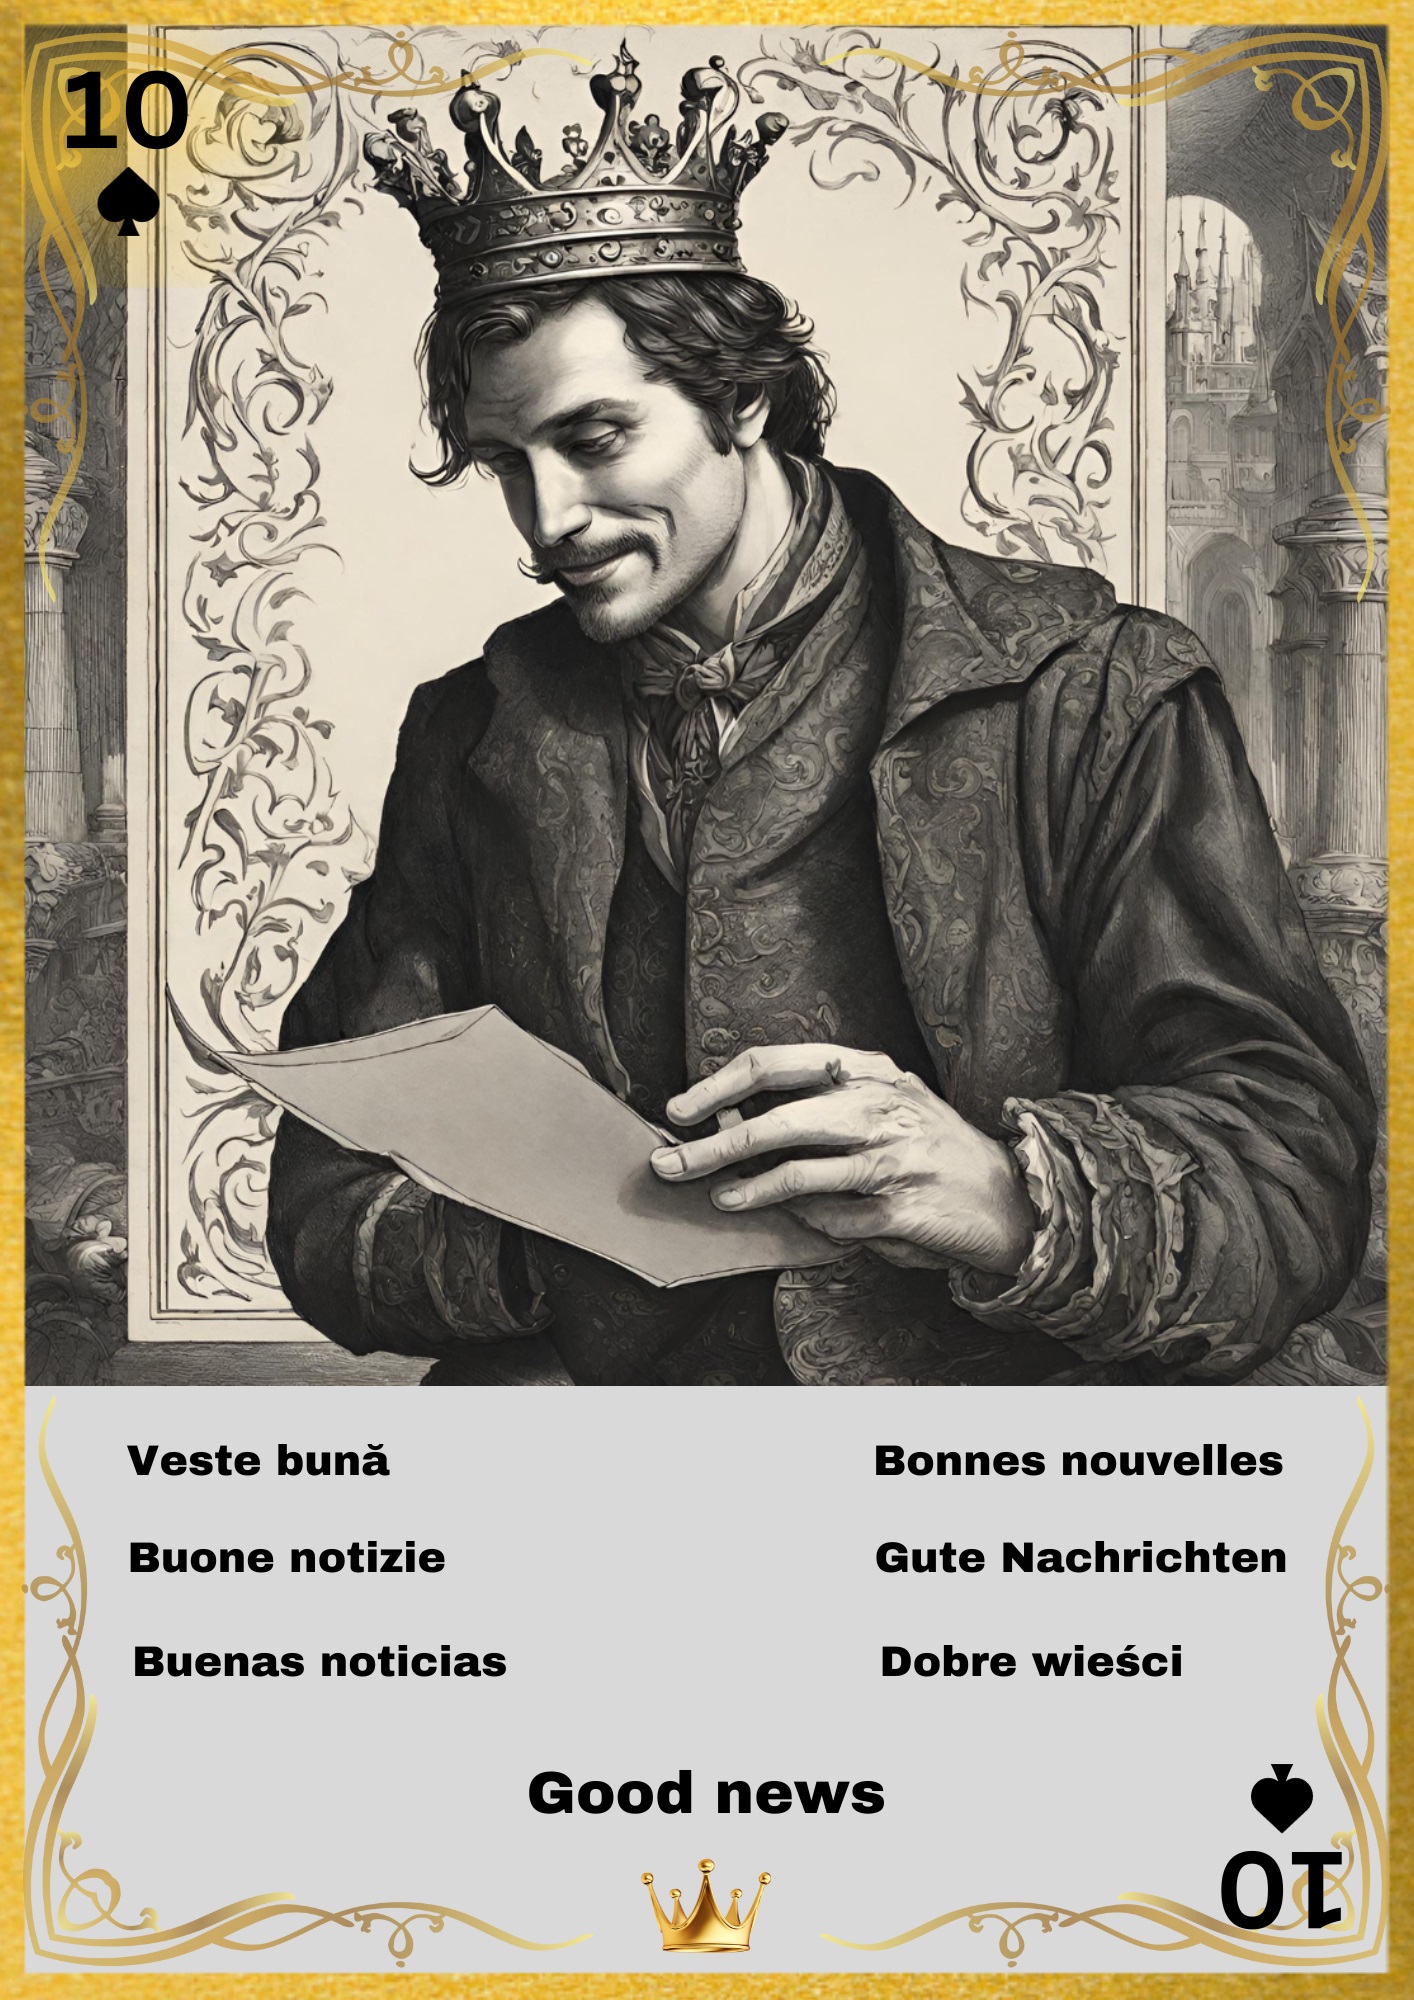 10
Veste bună
Bonnes nouvelles
Buone notizie
Gute Nachrichten
Buenas noticias
Dobre wieści
Good news
10